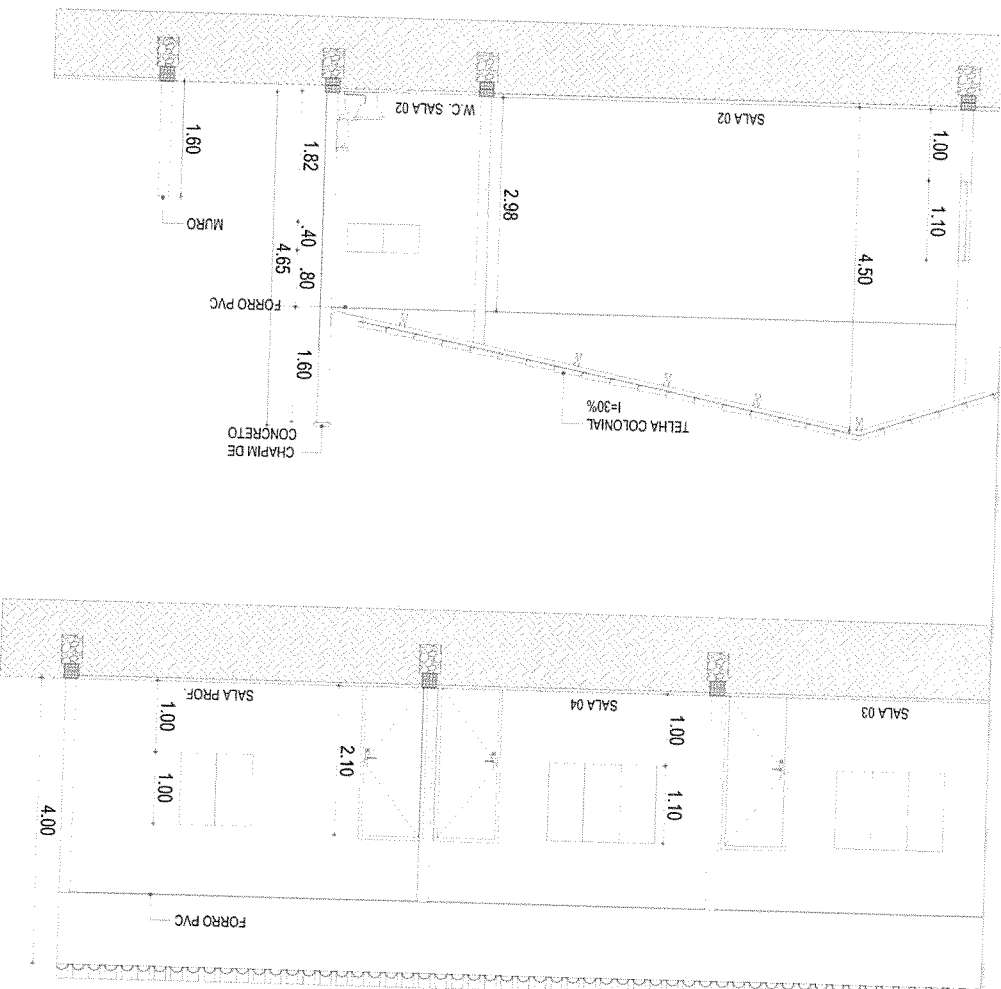 FORRO PVC
4.00
1.00
1.00
2.10
1.10
1.00
SALA 03
SALA 04
SALA PROF.
CHAPIM DE
CONCRETO
TELHA COLONIAL
I=30%
1.60
FORRO PVC
.80
4.65
.40
MURO
4.50
2.98
1.10
1.82
1.60
1.00
SALA 02
W.C. SALA 02